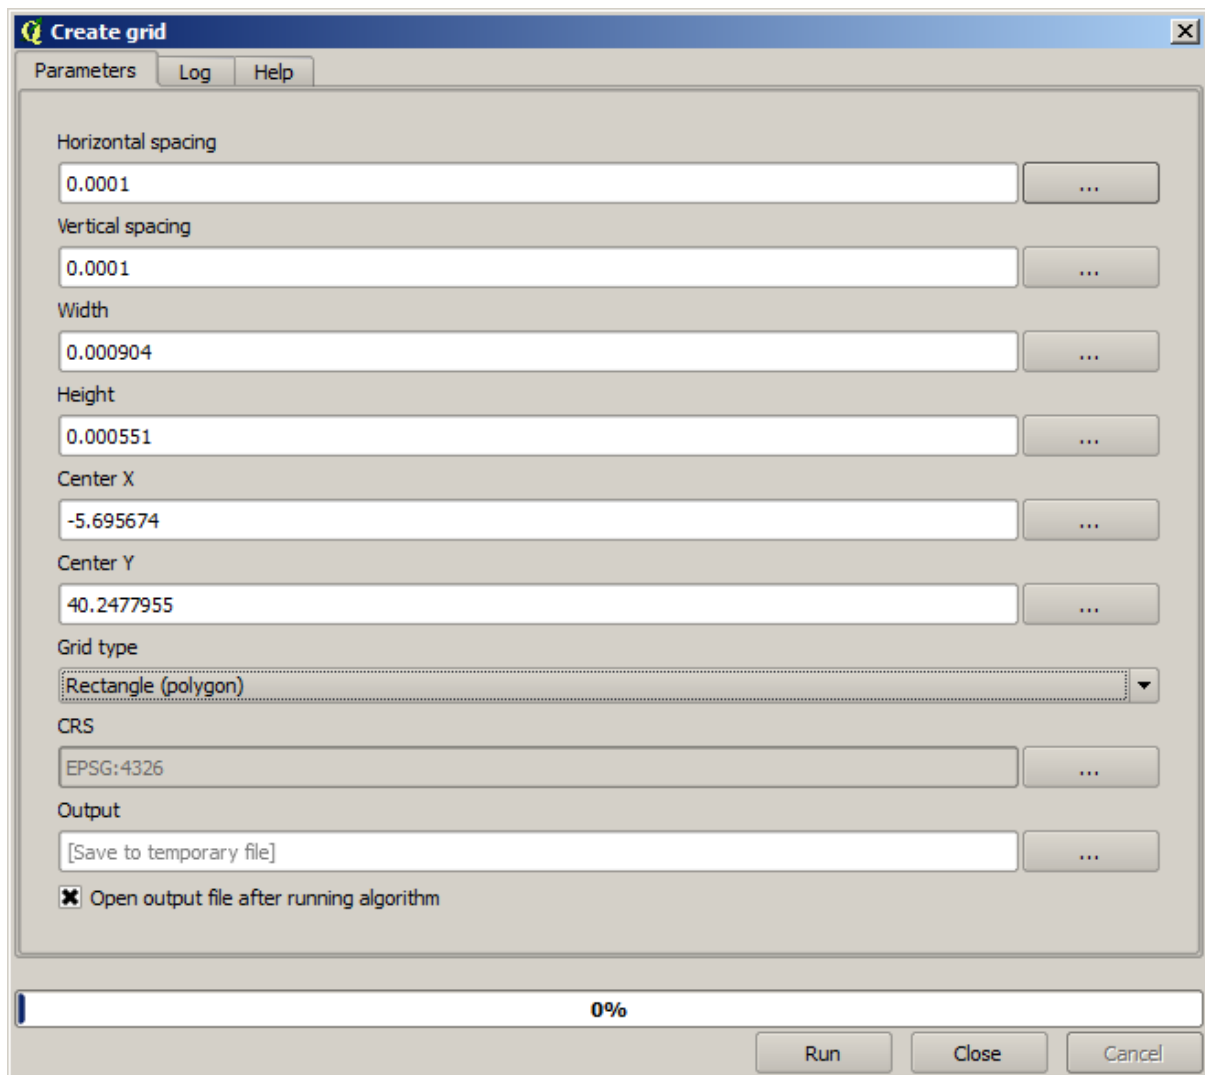 Create grid
Parameters Log Help
Horizontal spacing
0.0001 ...
Vertical spacing
0.0001 ...
Width
0.000904 ...
Height
0.000551 ...
Center X
-5.695674 ...
Center Y
40.2477955 ...
Grid type
Rectangle (polygon)
CRS
EPSG:4326 ...
Output
[Save to temporary file] ...
Open output file after running algorithm
0%
Run Close Cancel